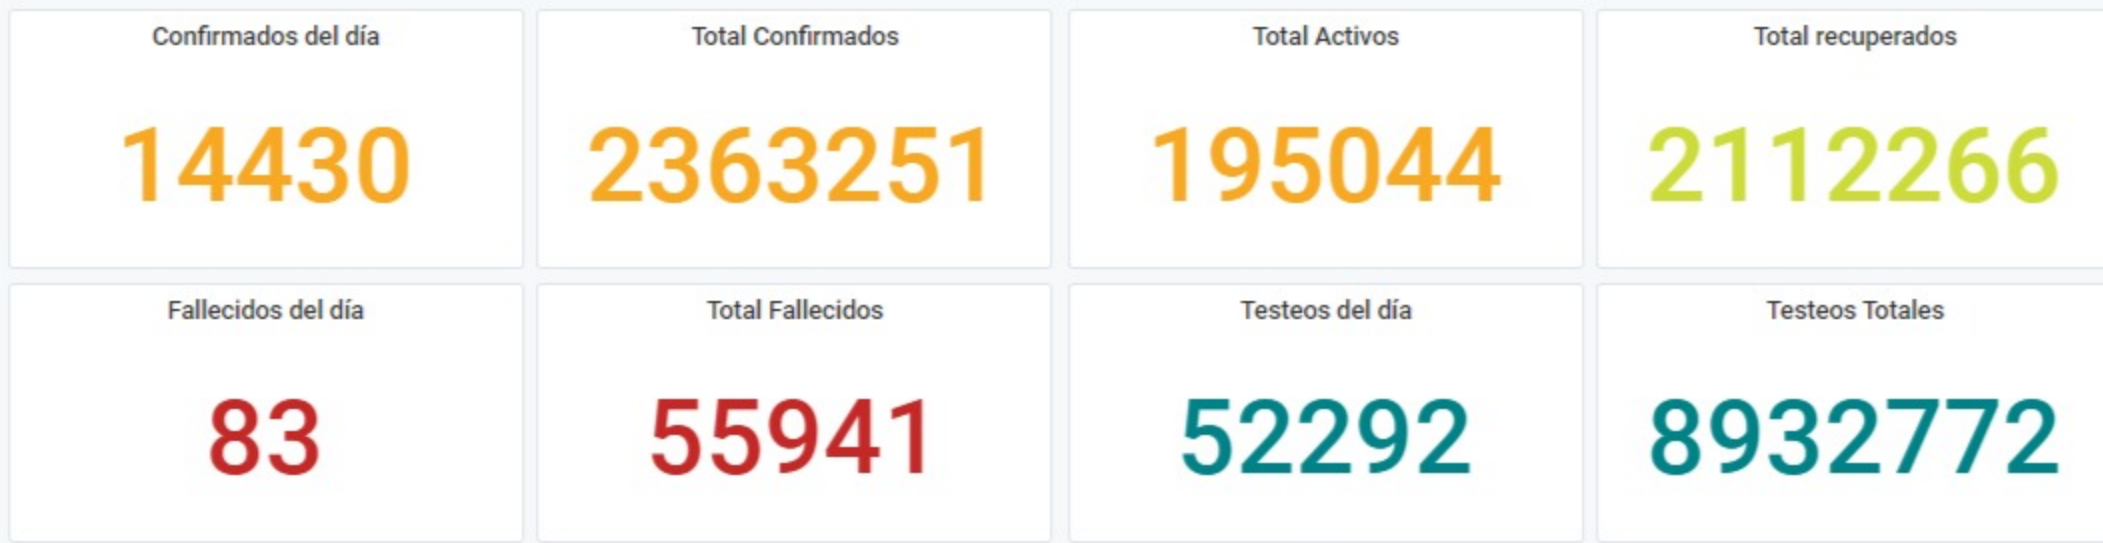 Confirmados del día
Total Confirmados
Total Activos
Total recuperados
14430
2363251
195044
2112266
Fallecidos del día
Total Fallecidos
Testeos del día
Testeos Totales
83
55941
52292
8932772